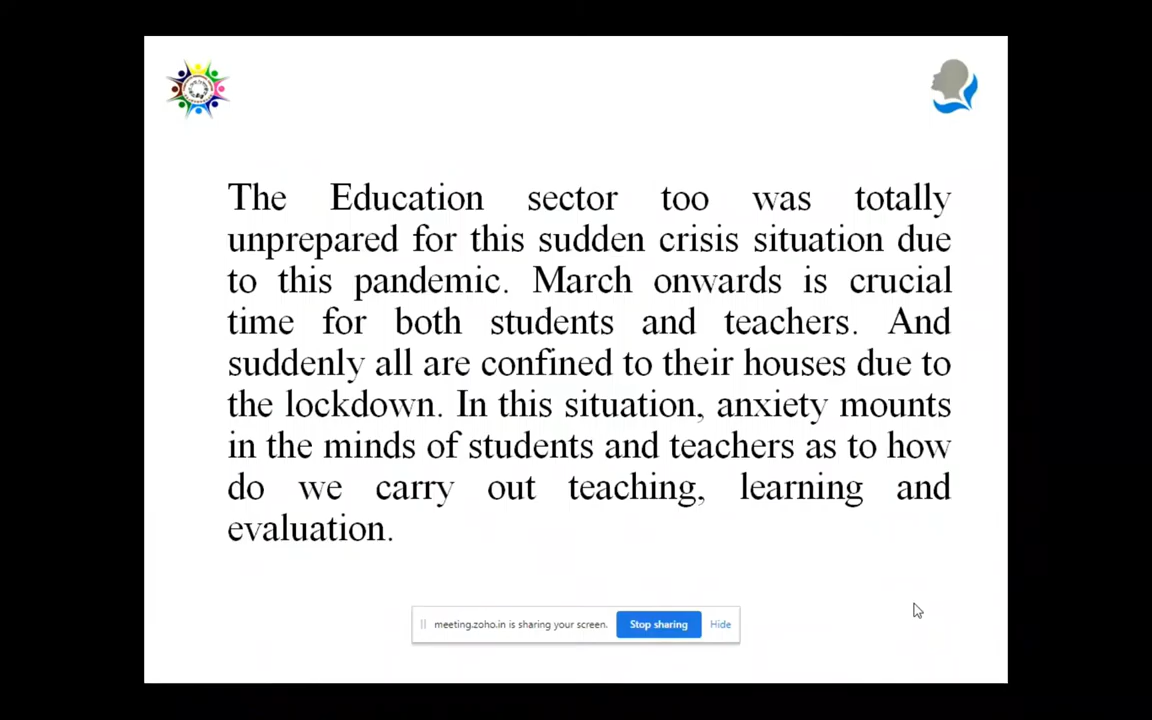 The Education sector too was totally
unprepared for this sudden crisis situation due
to this pandemic. March onwards is crucial
time for both students and teachers. And
suddenly all are confined to their houses due to
the lockdown. In this situation, anxiety mounts
in the minds of students and teachers as to how
do we carry out teaching, learning and
evaluation.
meeting.zoho.in is sharing your screen. Stop sharing Hide